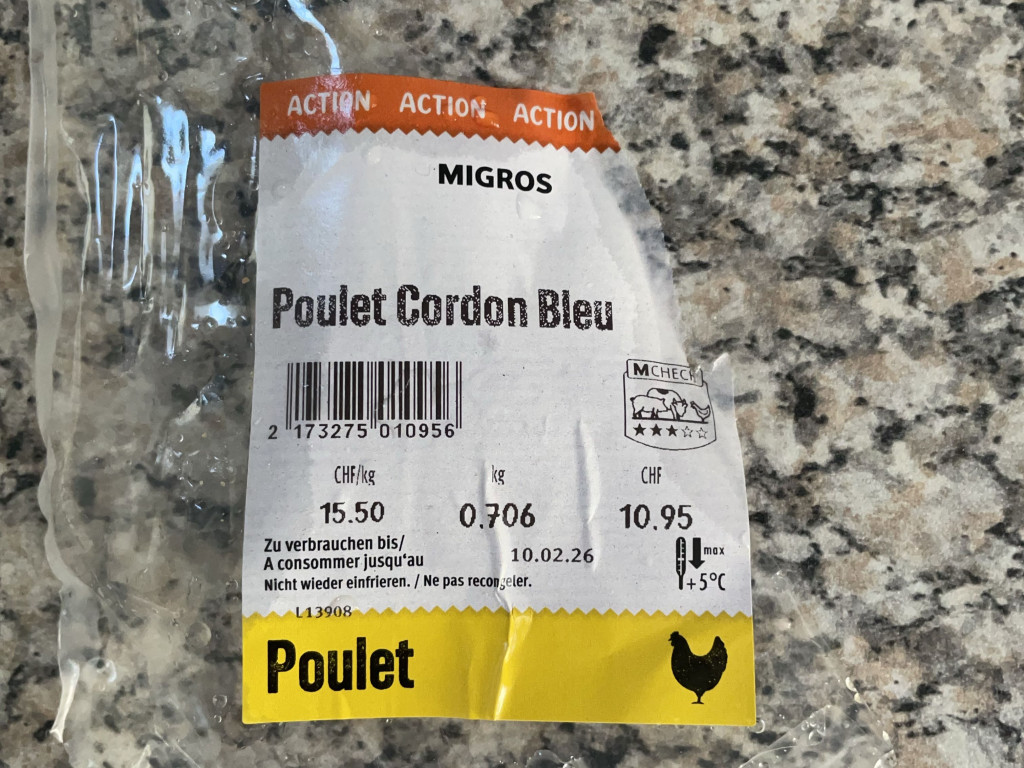 ACTION ACTION ACTION
MIGROS
Poulet Cordon Bleu
MCHECK
2 173275 010956
CHF/kg kg CHF
15.50 0.706 10.95
Zu verbrauchen bis/
A consommer jusqu'au 10.02.26
max
+5°C
Nicht wieder einfrieren. / Ne pas recongeler.
L13908
Poulet